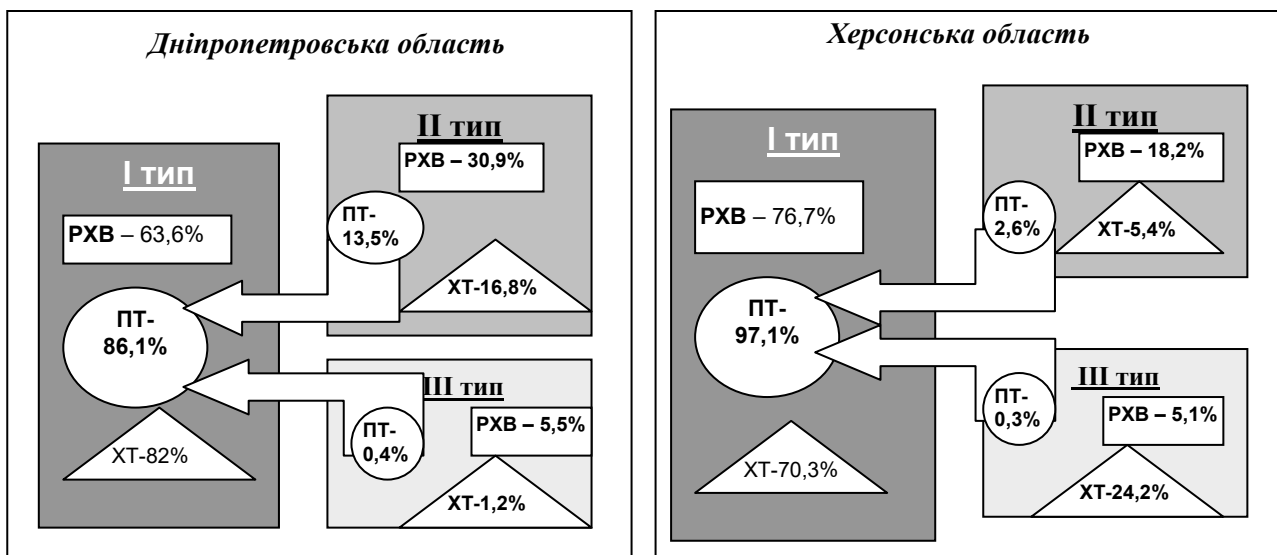 Дніпропетровська область
І тип
РХВ – 63,6%
ПТ-
86,1%
ХТ-82%
ІІ тип
РХВ – 30,9%
ПТ-
13,5%
ХТ-16,8%
ІІІ тип
РХВ – 5,5%
ПТ-
0,4%
ХТ-1,2%
Херсонська область
І тип
РХВ – 76,7%
ПТ-
97,1%
ХТ-70,3%
ІІ тип
РХВ – 18,2%
ПТ-
2,6%
ХТ-5,4%
ІІІ тип
РХВ – 5,1%
ПТ-
0,3%
ХТ-24,2%